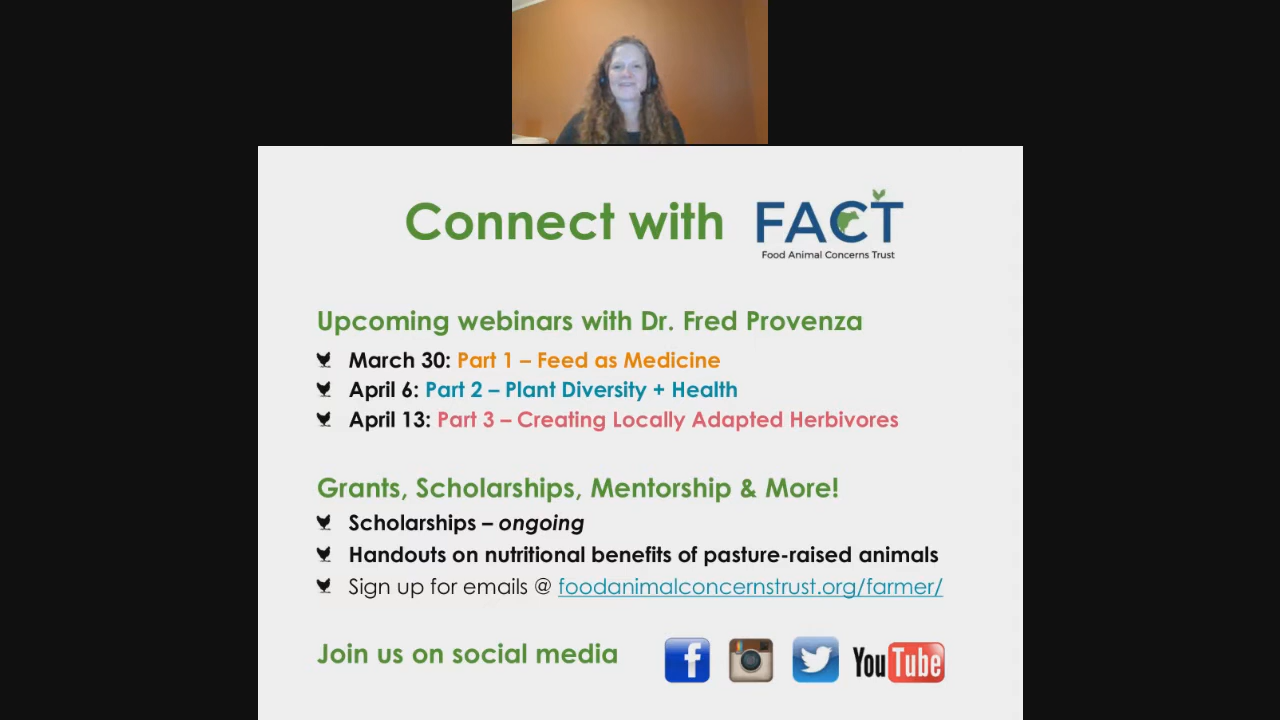 Connect with FACT
Food Animal Concerns Trust
Upcoming webinars with Dr. Fred Provenza
March 30: Part 1 – Feed as Medicine
April 6: Part 2 – Plant Diversity + Health
April 13: Part 3 – Creating Locally Adapted Herbivores
Grants, Scholarships, Mentorship & More!
Scholarships – ongoing
Handouts on nutritional benefits of pasture-raised animals
Sign up for emails @ foodanimalconcernstrust.org/farmer/
Join us on social media
YouTube